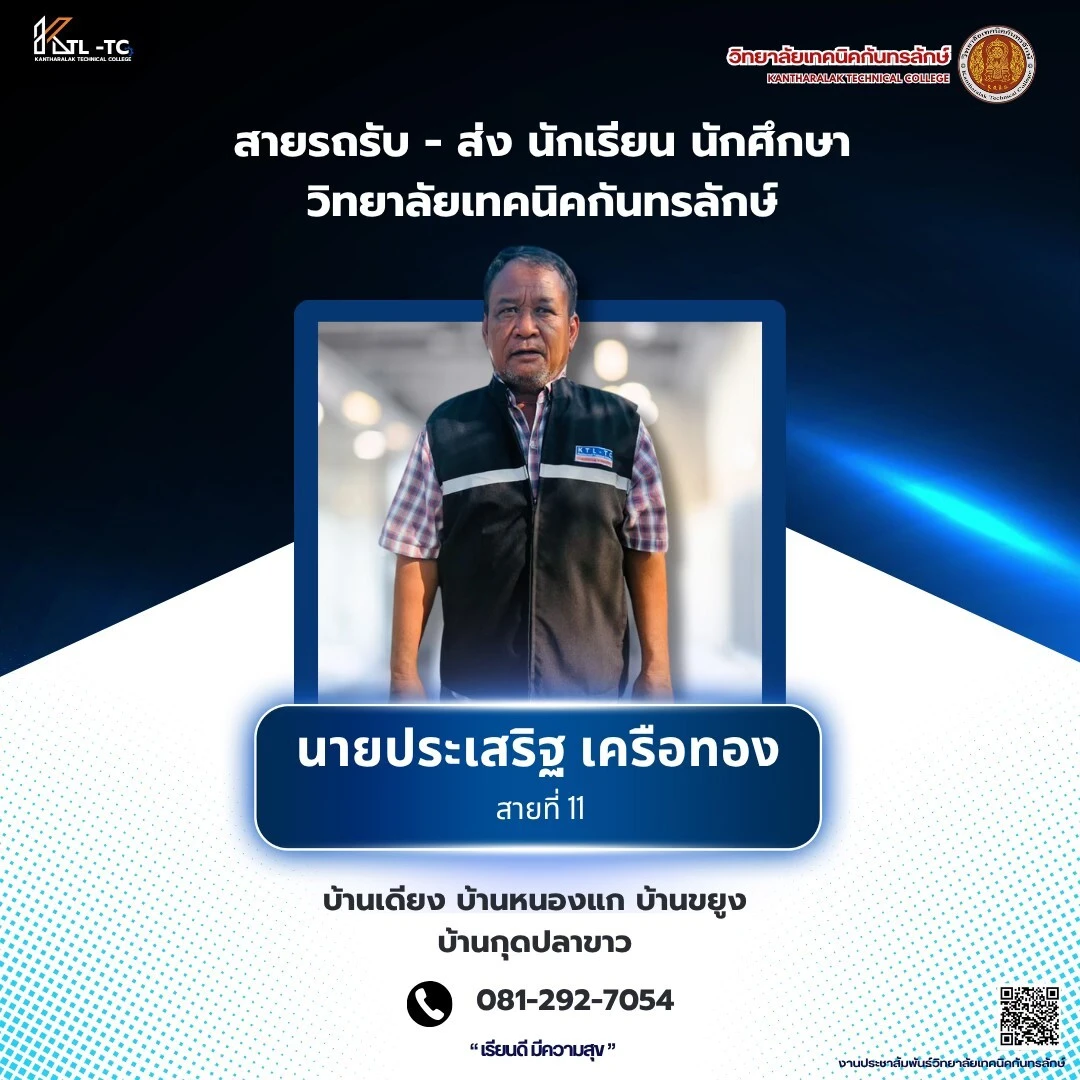 KTL -TC
KANTHARALAK TECHNICAL COLLEGE
วิทยาลัยเทคนิคกันทรลักษ์
KANTHARALAK TECHNICAL COLLEGE
สายรถรับ - ส่ง นักเรียน นักศึกษา
วิทยาลัยเทคนิคกันทรลักษ์
KTL-TC
นายประเสริฐ เครือทอง
สายที่ 11
บ้านเดียง บ้านหนองแก บ้านขยูง
บ้านกุดปลาขาว
081-292-7054
“ เรียนดี มีความสุข ”
งานประชาสัมพันธ์วิทยาลัยเทคนิคกันทรลักษ์